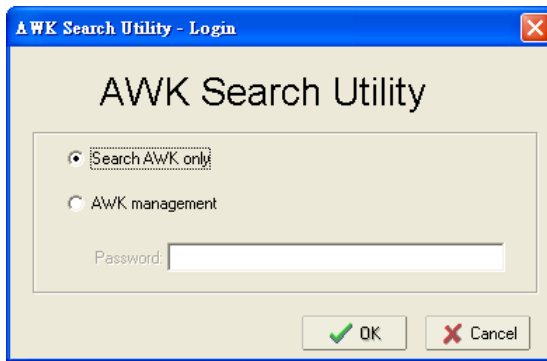 AWK Search Utility - Login
AWK Search Utility
Search AWK only
AWK management
Password:
OK
Cancel